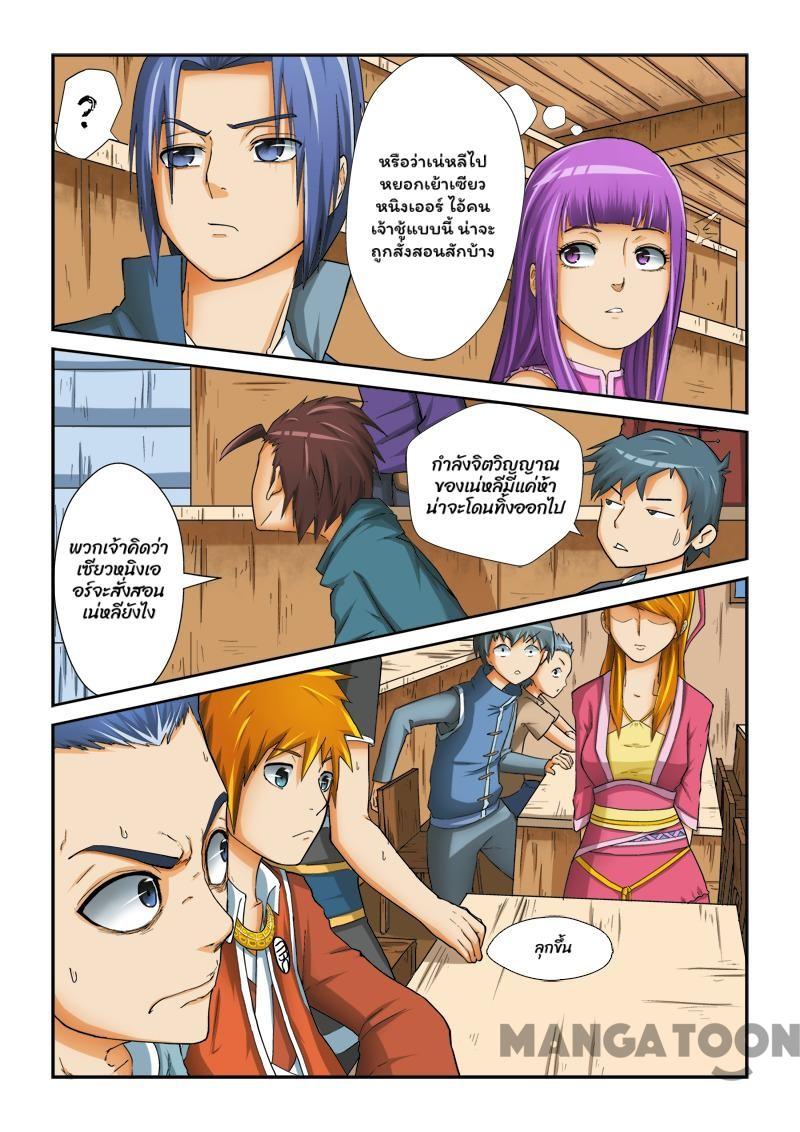 ?
หรือว่าเน่หลีไป
หยอกเย้าเซียว
หนิงเออร์ ไอ้คน
เจ้าชู้แบบนี้ น่าจะ
ถูกสั่งสอนสักบ้าง
กำลังจิตวิญญาณ
ของเน่หลีมีแค่ห้า
น่าจะโดนทิ้งออกไป
พวกเจ้าคิดว่า
เซียวหนิงเอ
อร์จะสั่งสอน
เน่หลียังไง
ลุกขึ้น
MANGATOON